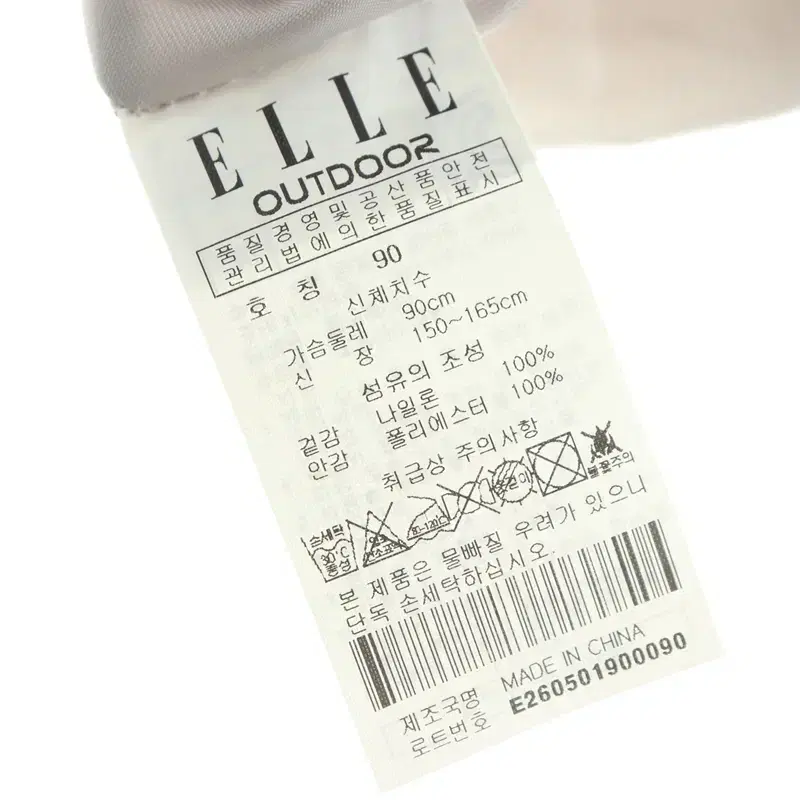 ELLE
OUTDOOR
품질경영및공산품안전
관리법에의한품질표시
호 칭 90
신체치수
가슴둘레 90cm
신 장 150~165cm
섬유의 조성
겉감 나일론 100%
안감 폴리에스터 100%
취급상 주의사항
손세탁
30℃
중성
80~120℃
불꽃주의
본 제품은 물빠질 우려가 있으니
단독 손세탁하십시오.
제조국명 MADE IN CHINA
로트번호 E260501900090